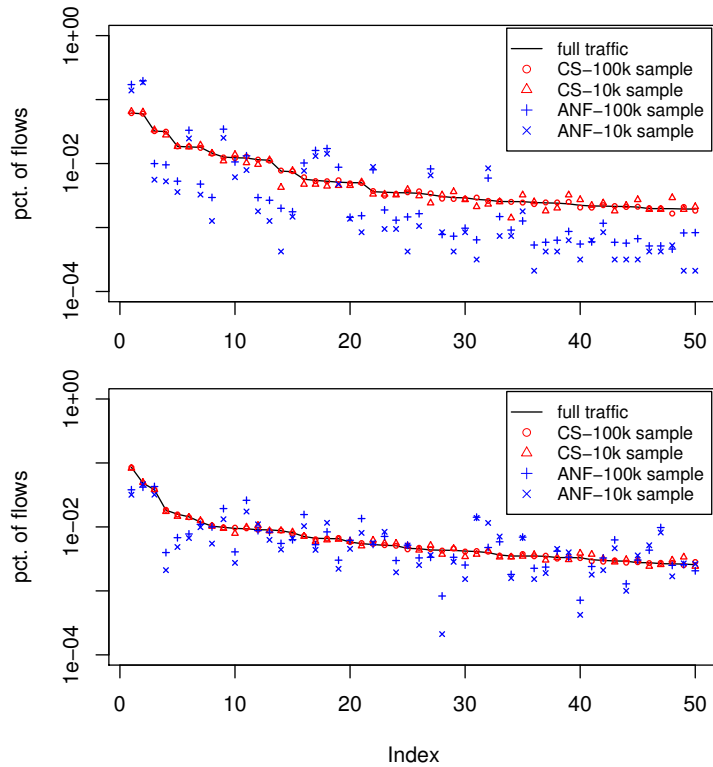 pct. of flows
1e+00
1e−02
1e−04
full traffic
CS−100k sample
CS−10k sample
ANF−100k sample
ANF−10k sample
0 10 20 30 40 50
pct. of flows
1e+00
1e−02
1e−04
full traffic
CS−100k sample
CS−10k sample
ANF−100k sample
ANF−10k sample
0 10 20 30 40 50
Index